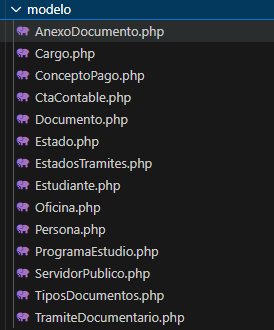 modelo
AnexoDocumento.php
Cargo.php
ConceptoPago.php
CtaContable.php
Documento.php
Estado.php
EstadosTramites.php
Estudiante.php
Oficina.php
Persona.php
ProgramaEstudio.php
ServidorPublico.php
TiposDocumentos.php
TramiteDocumentario.php